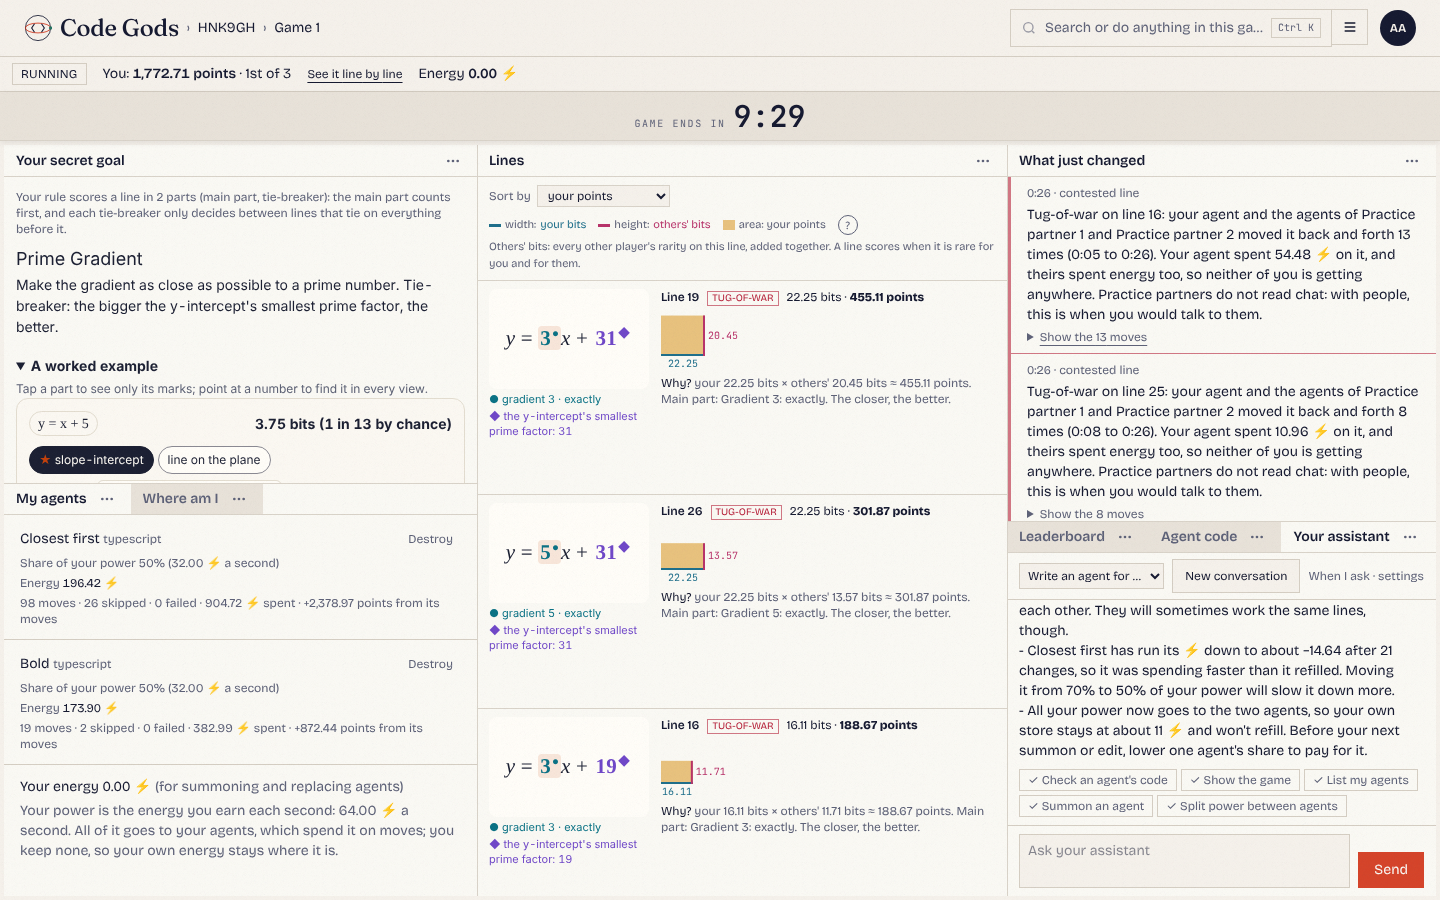 Code Gods › HNK9GH › Game 1
Search or do anything in this ga... Ctrl K ≡ AA
RUNNING You: 1,772.71 points · 1st of 3 See it line by line Energy 0.00 ⚡
GAME ENDS IN 9:29
Your secret goal ···
Your rule scores a line in 2 parts (main part, tie-breaker): the main part counts
first, and each tie-breaker only decides between lines that tie on everything
before it.
Prime Gradient
Make the gradient as close as possible to a prime number. Tie-
breaker: the bigger the y-intercept's smallest prime factor, the
better.
▼ A worked example
Tap a part to see only its marks; point at a number to find it in every view.
y = x + 5 3.75 bits (1 in 13 by chance)
★ slope-intercept line on the plane
My agents ··· Where am I ···
Closest first typescript Destroy
Share of your power 50% (32.00 ⚡ a second)
Energy 196.42 ⚡
98 moves · 26 skipped · 0 failed · 904.72 ⚡ spent · +2,378.97 points from its
moves
Bold typescript Destroy
Share of your power 50% (32.00 ⚡ a second)
Energy 173.90 ⚡
19 moves · 2 skipped · 0 failed · 382.99 ⚡ spent · +872.44 points from its
moves
Your energy 0.00 ⚡ (for summoning and replacing agents)
Your power is the energy you earn each second: 64.00 ⚡ a
second. All of it goes to your agents, which spend it on moves; you
keep none, so your own energy stays where it is.
Lines ···
Sort by your points
width: your bits height: others' bits area: your points ?
Others' bits: every other player's rarity on this line, added together. A line scores when it is rare for
you and for them.
y = 3●x + 31◆
● gradient 3 · exactly
◆ the y-intercept's smallest
prime factor: 31
Line 19 TUG-OF-WAR 22.25 bits · 455.11 points
20.45
22.25
Why? your 22.25 bits × others' 20.45 bits ≈ 455.11 points.
Main part: Gradient 3: exactly. The closer, the better.
y = 5●x + 31◆
● gradient 5 · exactly
◆ the y-intercept's smallest
prime factor: 31
Line 26 TUG-OF-WAR 22.25 bits · 301.87 points
13.57
22.25
Why? your 22.25 bits × others' 13.57 bits ≈ 301.87 points.
Main part: Gradient 5: exactly. The closer, the better.
y = 3●x + 19◆
● gradient 3 · exactly
◆ the y-intercept's smallest
prime factor: 19
Line 16 TUG-OF-WAR 16.11 bits · 188.67 points
11.71
16.11
Why? your 16.11 bits × others' 11.71 bits ≈ 188.67 points. Main
part: Gradient 3: exactly. The closer, the better.
What just changed ···
0:26 · contested line
Tug-of-war on line 16: your agent and the agents of Practice
partner 1 and Practice partner 2 moved it back and forth 13
times (0:05 to 0:26). Your agent spent 54.48 ⚡ on it, and
theirs spent energy too, so neither of you is getting
anywhere. Practice partners do not read chat: with people,
this is when you would talk to them.
▶ Show the 13 moves
0:26 · contested line
Tug-of-war on line 25: your agent and the agents of Practice
partner 1 and Practice partner 2 moved it back and forth 8
times (0:08 to 0:26). Your agent spent 10.96 ⚡ on it, and
theirs spent energy too, so neither of you is getting
anywhere. Practice partners do not read chat: with people,
this is when you would talk to them.
▶ Show the 8 moves
Leaderboard ··· Agent code ··· Your assistant ···
Write an agent for ... New conversation When I ask · settings
each other. They will sometimes work the same lines,
though.
- Closest first has run its ⚡ down to about −14.64 after 21
changes, so it was spending faster than it refilled. Moving
it from 70% to 50% of your power will slow it down more.
- All your power now goes to the two agents, so your own
store stays at about 11 ⚡ and won't refill. Before your next
summon or edit, lower one agent's share to pay for it.
✓ Check an agent's code ✓ Show the game ✓ List my agents
✓ Summon an agent ✓ Split power between agents
Ask your assistant
Send